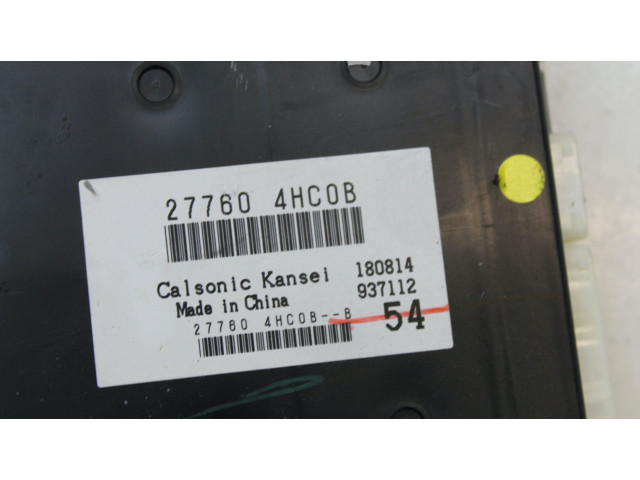 27760 4HC0B
Calsonic Kansei 180814
Made in China 937112
27760 4HC0B--B 54